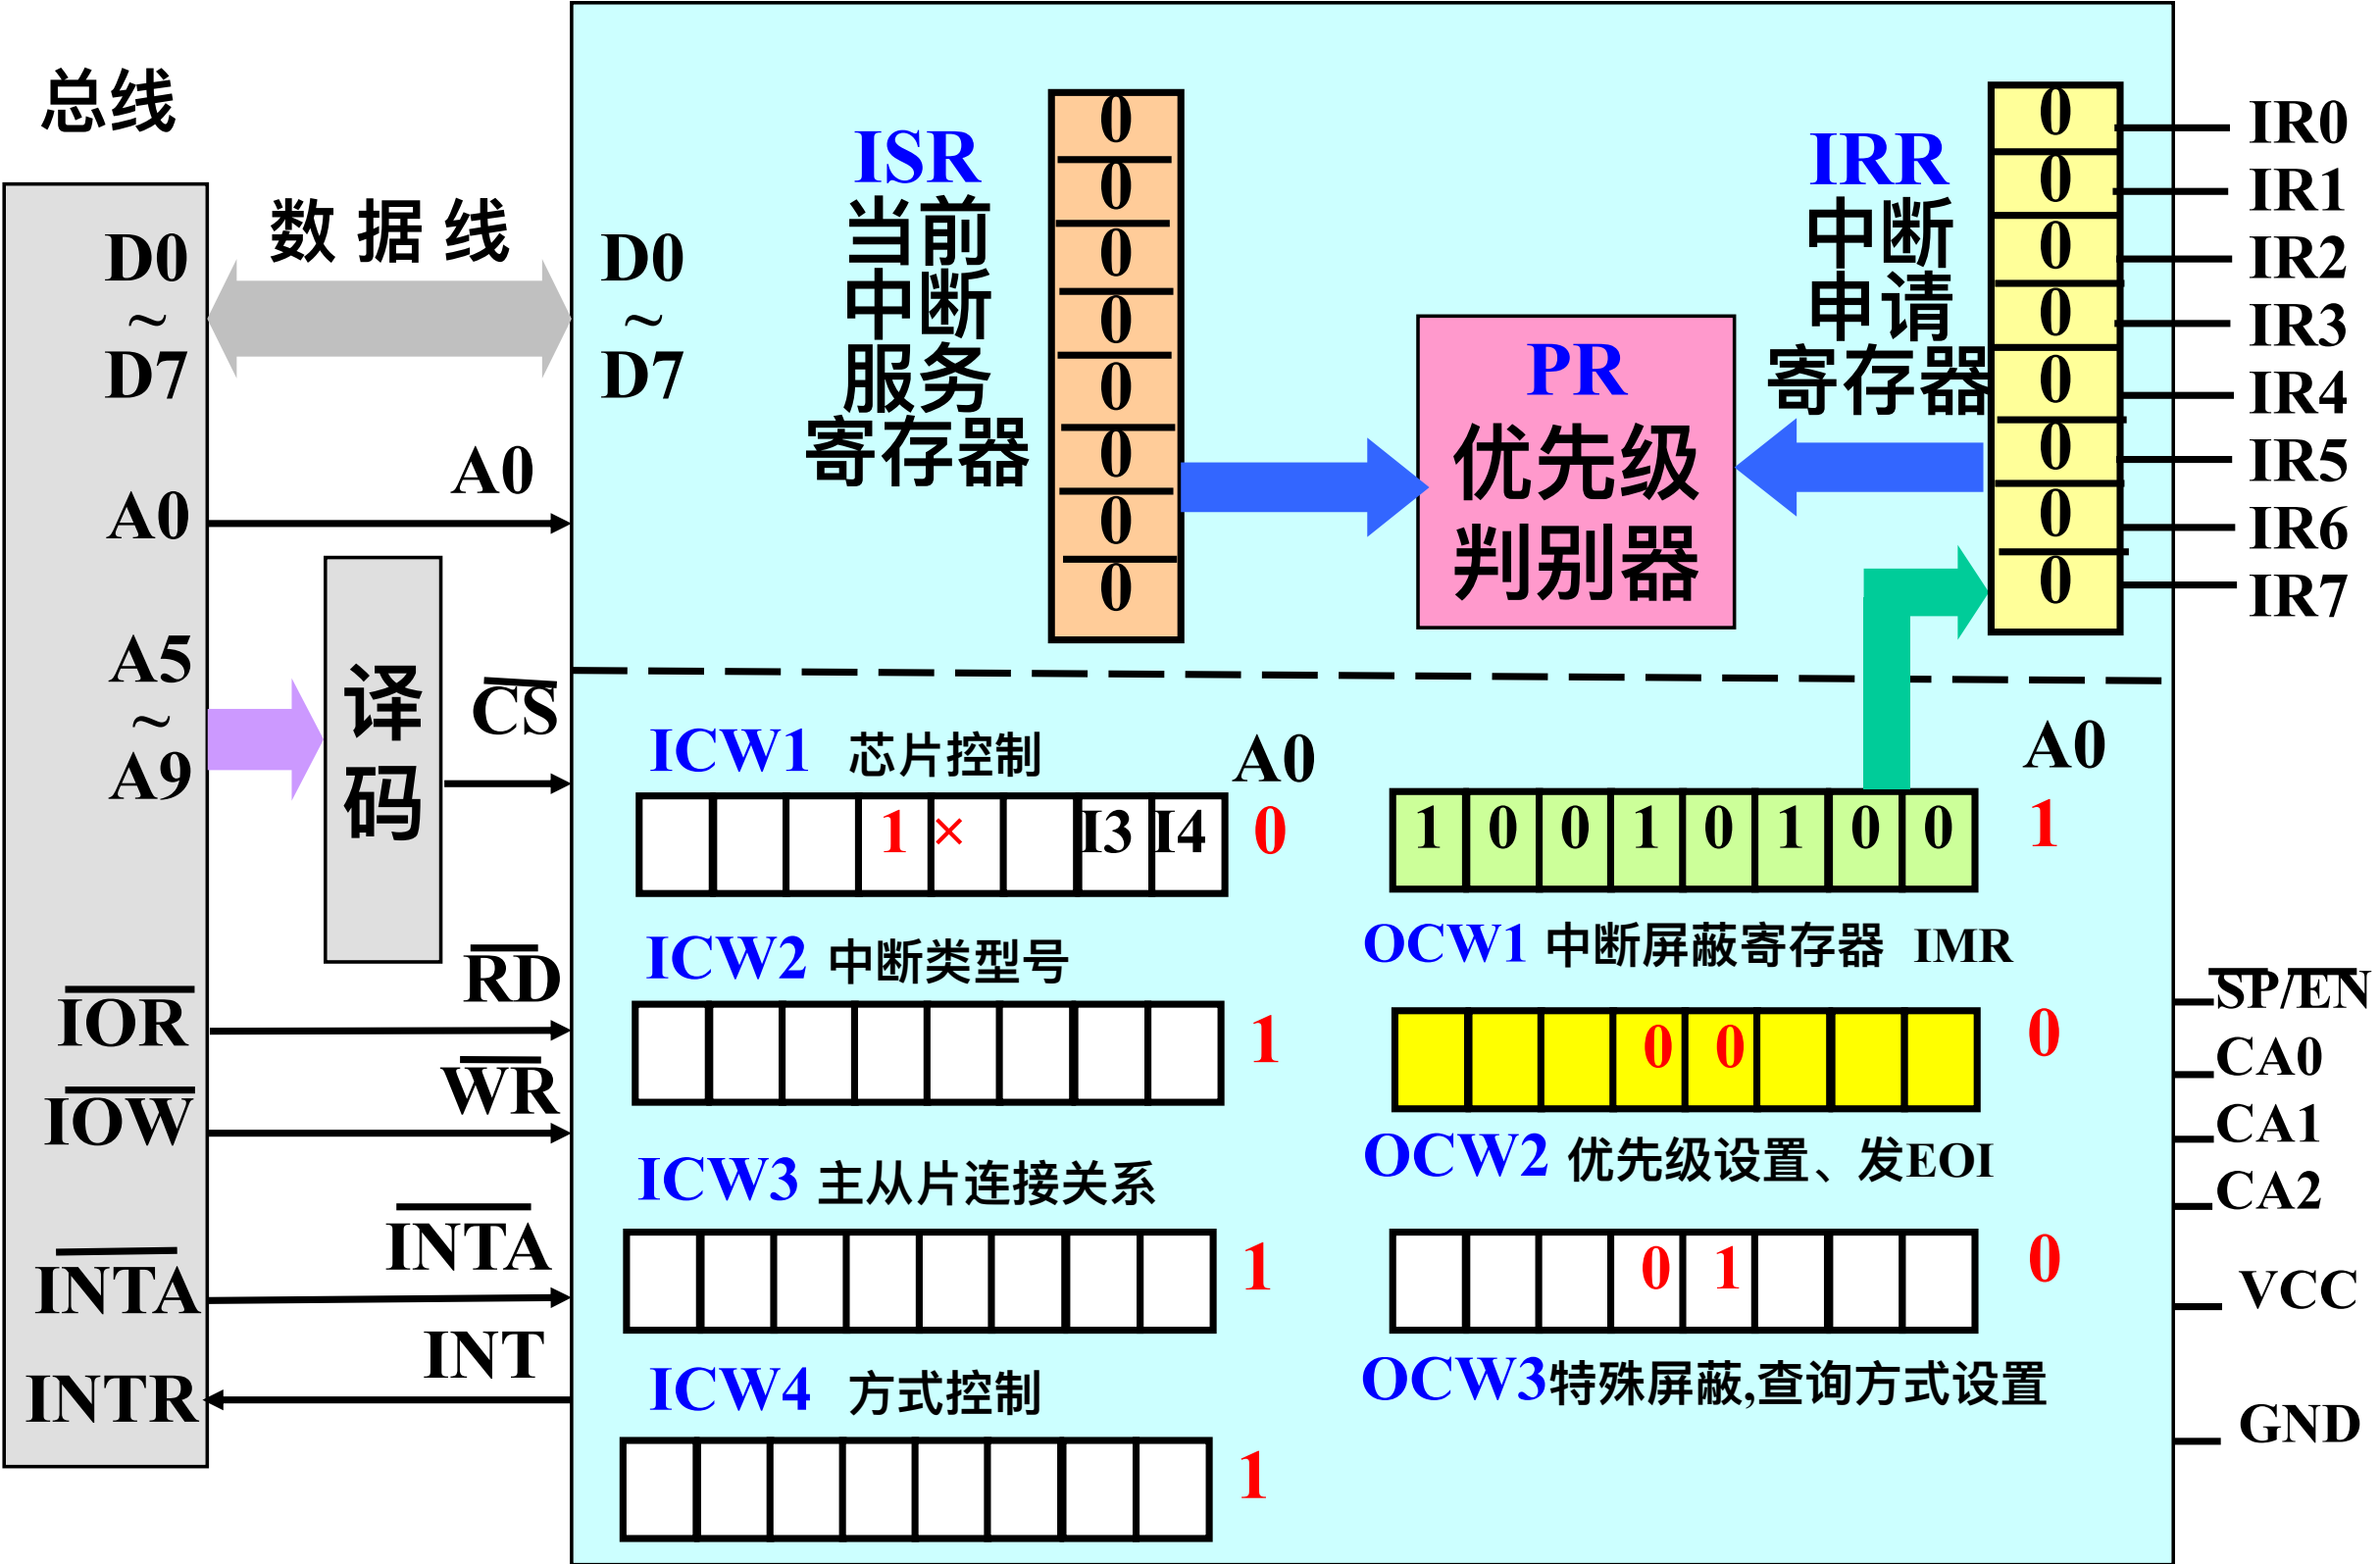 总线
D0
~
D7
A0
A5
~
A9
IOR
IOW
INTA
INTR
数据线
A0
译
码
CS
RD
WR
INTA
INT
D0
~
D7
ISR
当前
中断
服务
寄存器
0
0
0
0
0
0
0
0
PR
优先级
判别器
IRR
中断
申请
寄存器
0
0
0
0
0
0
0
0
IR0
IR1
IR2
IR3
IR4
IR5
IR6
IR7
ICW1 芯片控制 A0
1 × I3 I4 0
ICW2 中断类型号
1
ICW3 主从片连接关系
1
ICW4 方式控制
1
A0
1 0 0 1 0 1 0 0 1
OCW1 中断屏蔽寄存器 IMR
0 0 0
OCW2 优先级设置、发EOI
0 1 0
OCW3特殊屏蔽,查询方式设置
SP/EN
CA0
CA1
CA2
VCC
GND